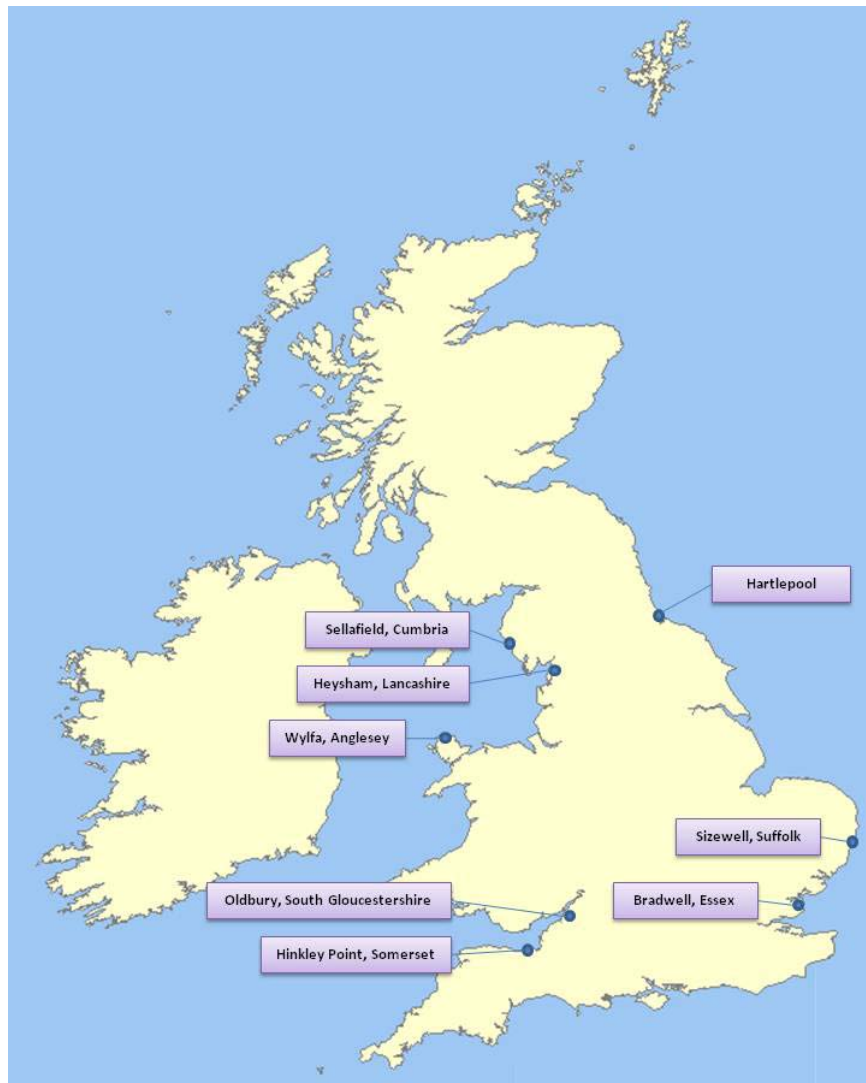 Hartlepool
Sellafield, Cumbria
Heysham, Lancashire
Wylfa, Anglesey
Sizewell, Suffolk
Oldbury, South Gloucestershire
Bradwell, Essex
Hinkley Point, Somerset